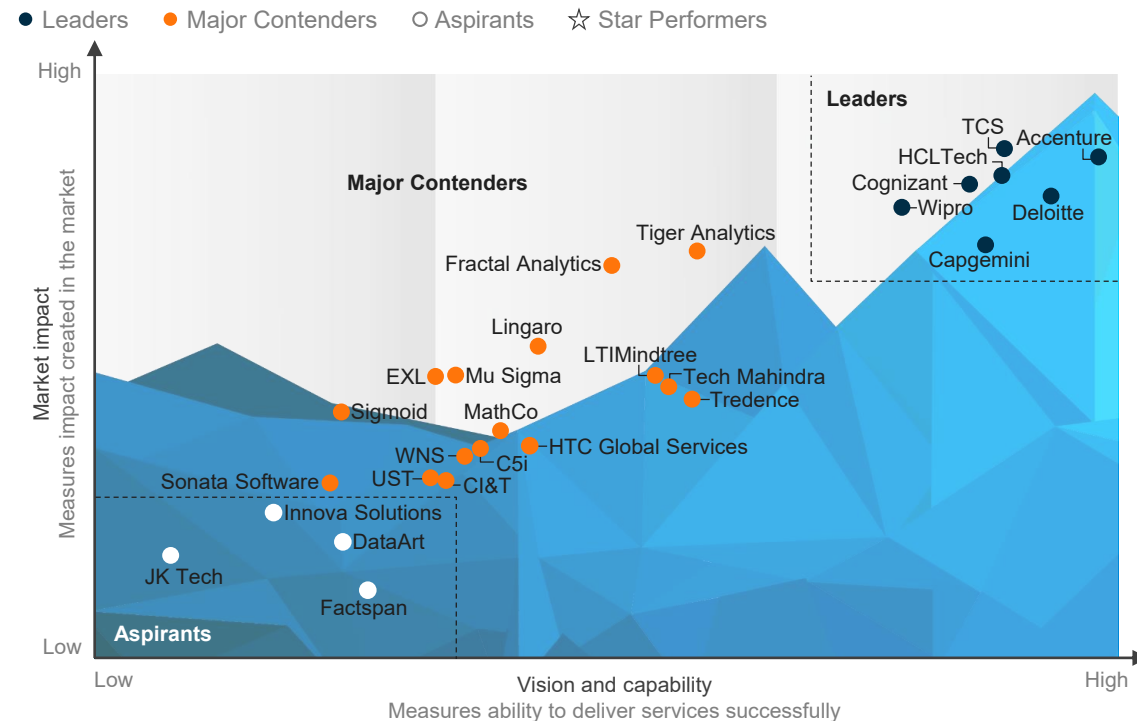 Leaders
Major Contenders
Aspirants
Star Performers
High
Leaders
TCS
Accenture
HCLTech
Cognizant
Major Contenders
Wipro
Deloitte
Tiger Analytics
Capgemini
Fractal Analytics
Market impact
Measures impact created in the market
Lingaro
LTIMindtree
EXL
Mu Sigma
Tech Mahindra
Tredence
Sigmoid
MathCo
HTC Global Services
WNS
C5i
Sonata Software
UST
CI&T
Innova Solutions
DataArt
JK Tech
Factspan
Aspirants
Low
Low
Vision and capability
High
Measures ability to deliver services successfully